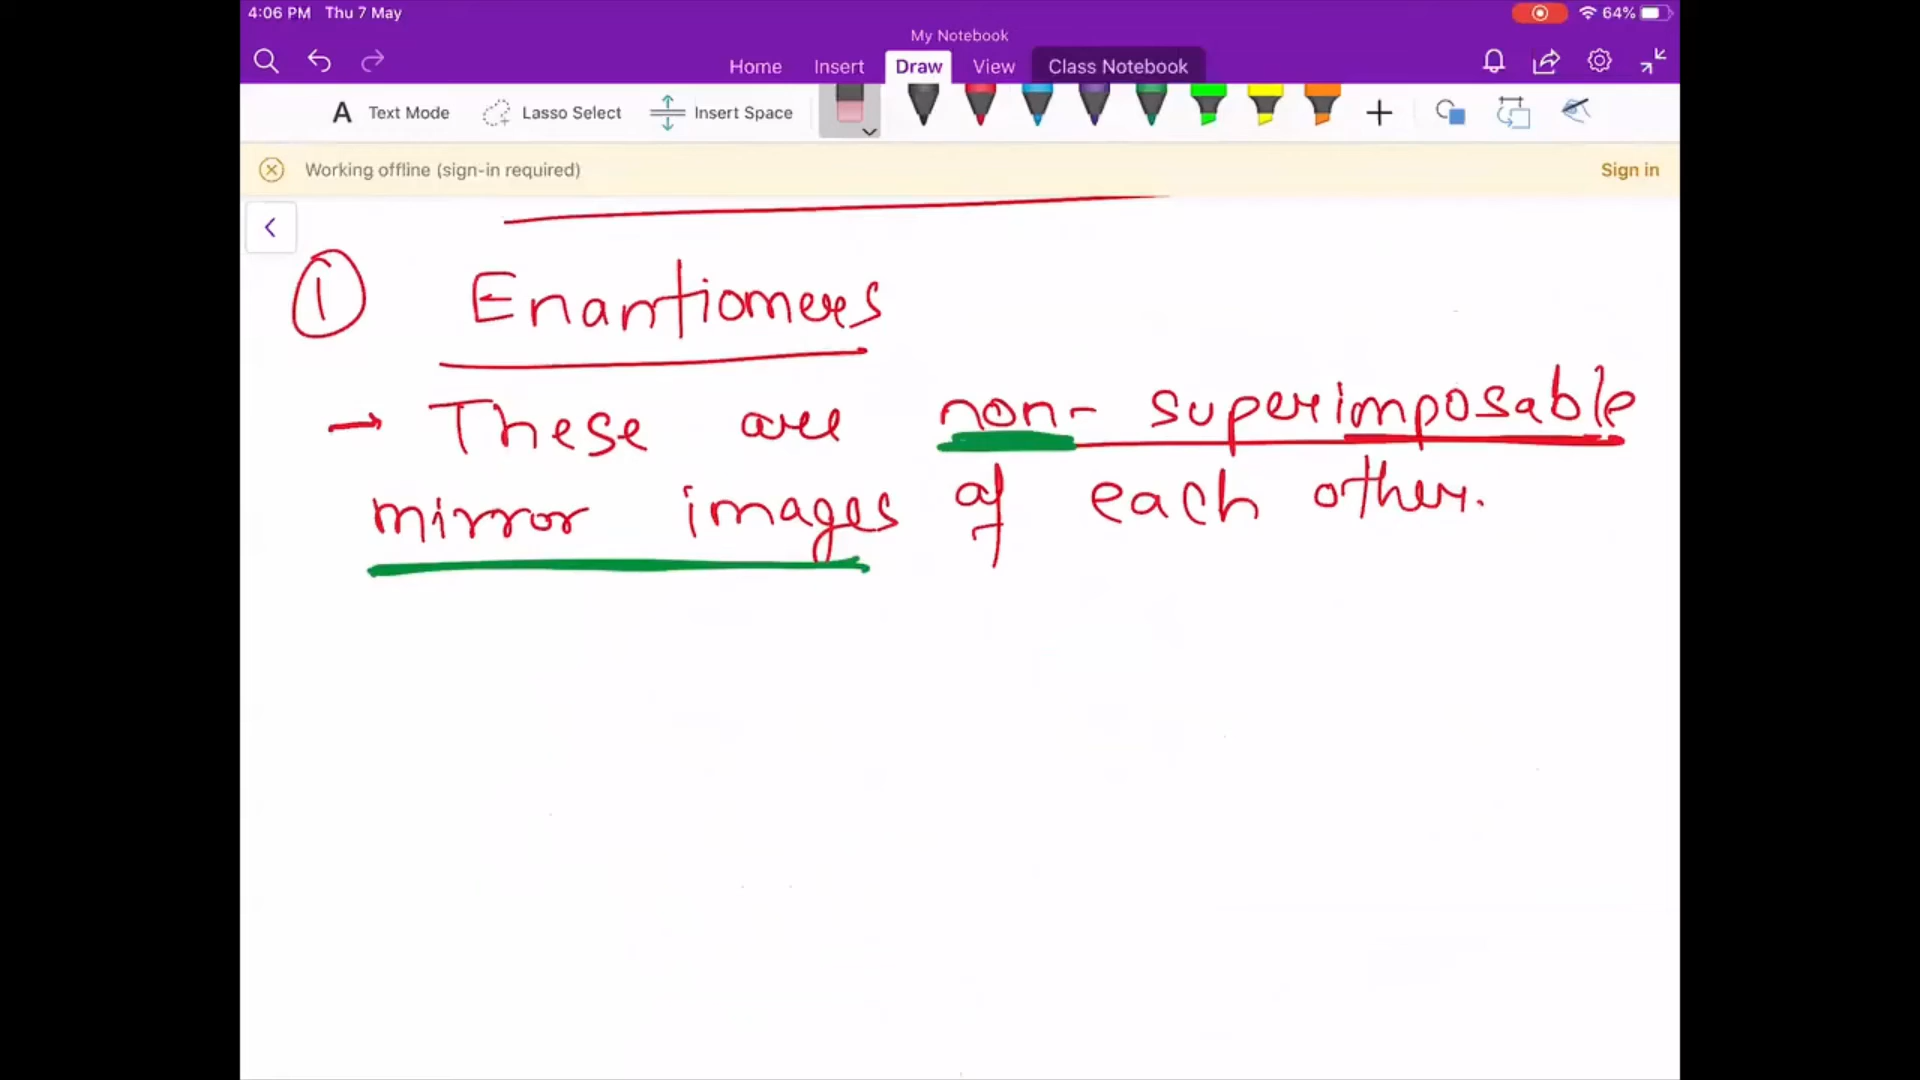 4:06 PM Thu 7 May 64%
My Notebook
Home Insert Draw View Class Notebook
A Text Mode Lasso Select Insert Space
Working offline (sign-in required) Sign in
1 Enantiomers
→ These are non- superimposable
mirror images of each other.